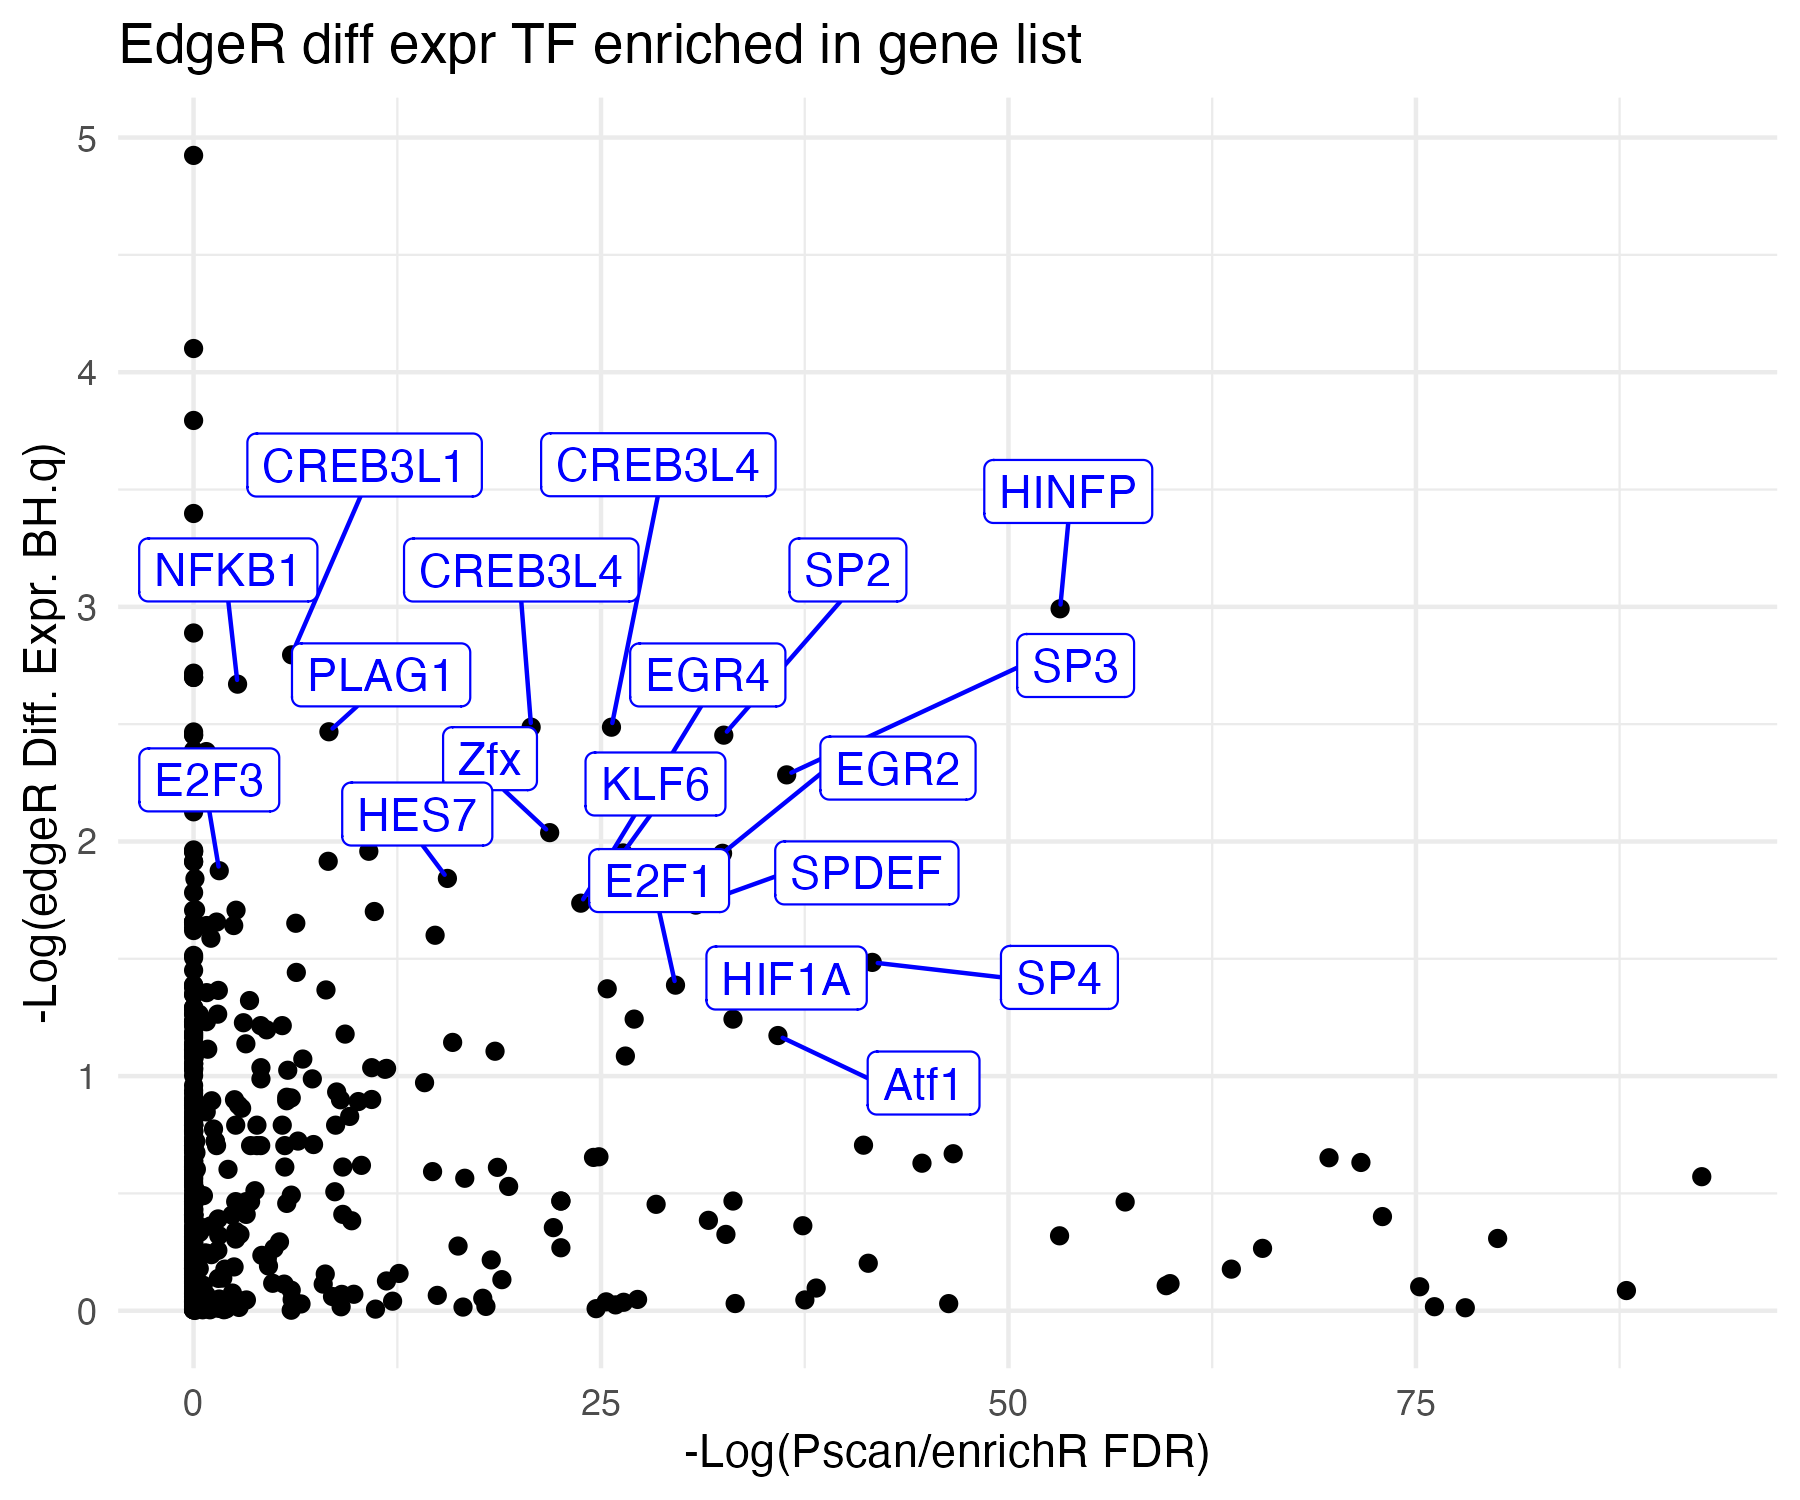 EdgeR diff expr TF enriched in gene list
-Log(edgeR Diff. Expr. BH.q)
5
4
3
2
1
0
CREB3L1
CREB3L4
HINFP
NFKB1
CREB3L4
SP2
PLAG1
EGR4
SP3
E2F3
Zfx
KLF6
EGR2
HES7
E2F1
SPDEF
HIF1A
SP4
Atf1
0
25
50
75
-Log(Pscan/enrichR FDR)